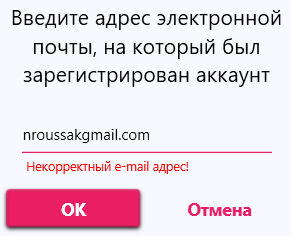 Введите адрес электронной
почты, на который был
зарегистрирован аккаунт
nroussakgmail.com
Некорректный e-mail адрес!
OK Отмена